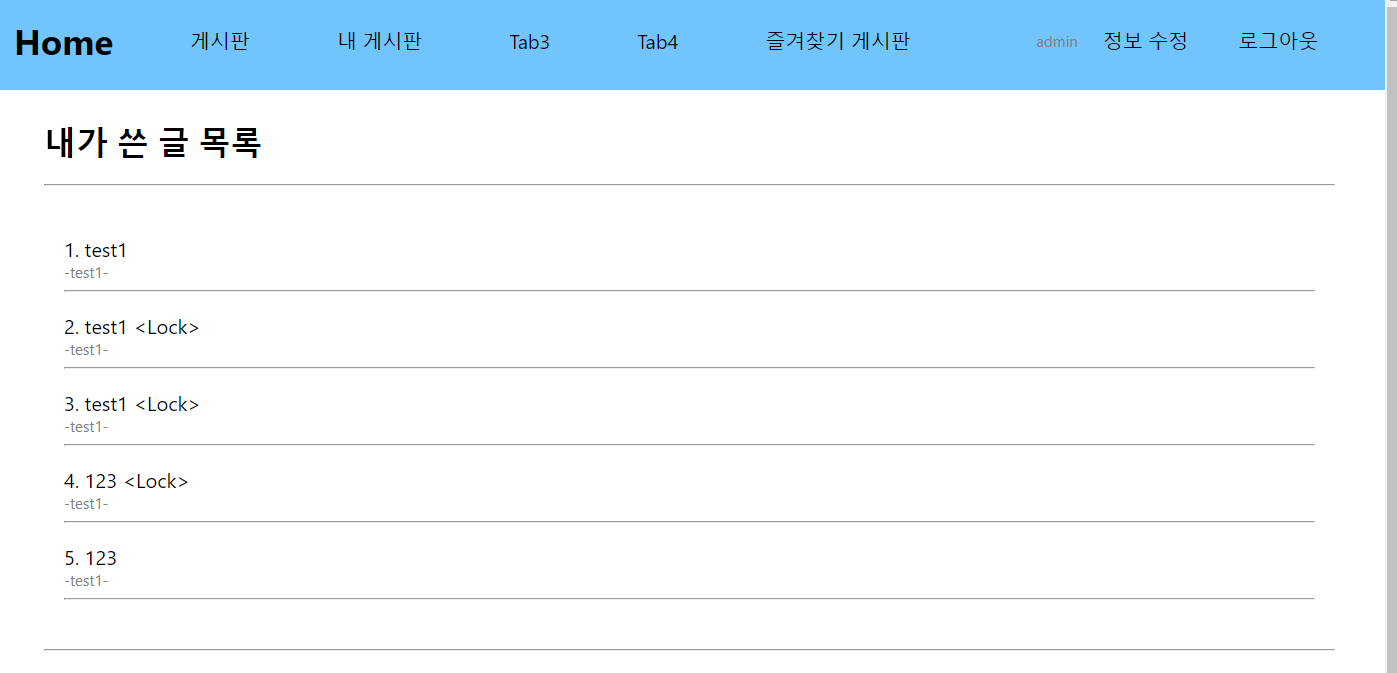 Home 게시판 내 게시판 Tab3 Tab4 즐겨찾기 게시판 admin 정보 수정 로그아웃
내가 쓴 글 목록
1. test1
-test1-
2. test1 <Lock>
-test1-
3. test1 <Lock>
-test1-
4. 123 <Lock>
-test1-
5. 123
-test1-